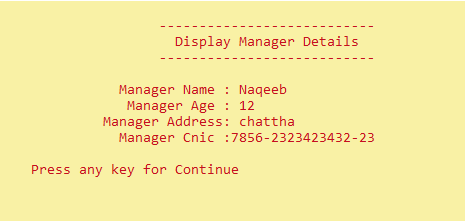 ---------------------------
Display Manager Details
---------------------------
Manager Name : Naqeeb
Manager Age : 12
Manager Address: chattha
Manager Cnic :7856-2323423432-23
Press any key for Continue